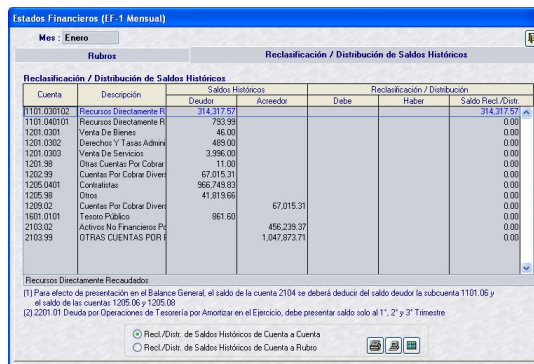 Estados Financieros (EF-1 Mensual)
Mes : Enero
Rubros Reclasificación / Distribución de Saldos Históricos
Reclasificación / Distribución de Saldos Históricos
Cuenta Descripción Saldos Históricos Reclasificación / Distribución
Deudor Acreedor Debe Haber Saldo Recl./Distr.
1101.030102 Recursos Directamente R 314,317.57 314,317.57
1101.040101 Recursos Directamente R 793.99 0.00
1201.0301 Venta De Bienes 46.00 0.00
1201.0302 Derechos Y Tasas Admini 489.00 0.00
1201.0303 Venta De Servicios 3,996.00 0.00
1201.98 Otras Cuentas Por Cobrar 11.00 0.00
1202.99 Cuentas Por Cobrar Divers 67,015.31 0.00
1205.0401 Contratistas 966,749.83 0.00
1205.98 Otros 41,819.66 0.00
1209.02 Cuentas Por Cobrar Divers 67,015.31 0.00
1601.0101 Tesoro Público 861.60 0.00
2103.02 Activos No Financieros Po 456,239.37 0.00
2103.99 OTRAS CUENTAS POR F 1,047,873.71 0.00
Recursos Directamente Recaudados
(1) Para efecto de presentación en el Balance General, el saldo de la cuenta 2104 se deberá deducir del saldo deudor la subcuenta 1101.06 y
el saldo de las cuentas 1205.06 y 1205.08
(2) 2201.01 Deuda por Operaciones de Tesorería por Amortizar en el Ejercicio, debe presentar saldo solo al 1°, 2° y 3° Trimestre
Recl./Distr. de Saldos Históricos de Cuenta a Cuenta
Recl./Distr. de Saldos Históricos de Cuenta a Rubro